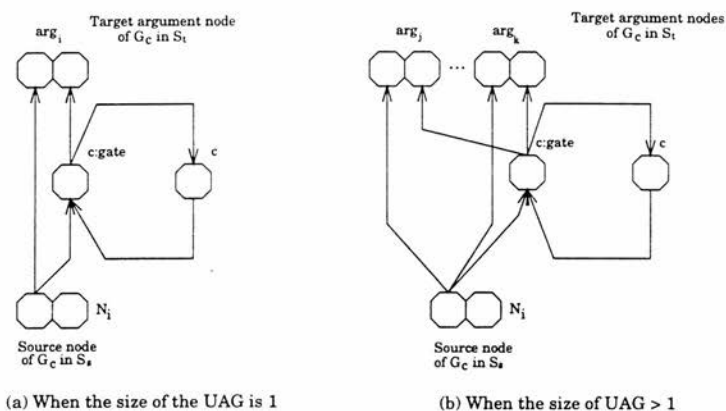 Target argument node
of G_C in S_t
arg_i
c:gate
c
N_i
Source node
of G_C in S_s
(a) When the size of the UAG is 1
Target argument nodes
of G_C in S_t
arg_j
...
arg_k
c:gate
c
N_i
Source node
of G_C in S_s
(b) When the size of UAG > 1